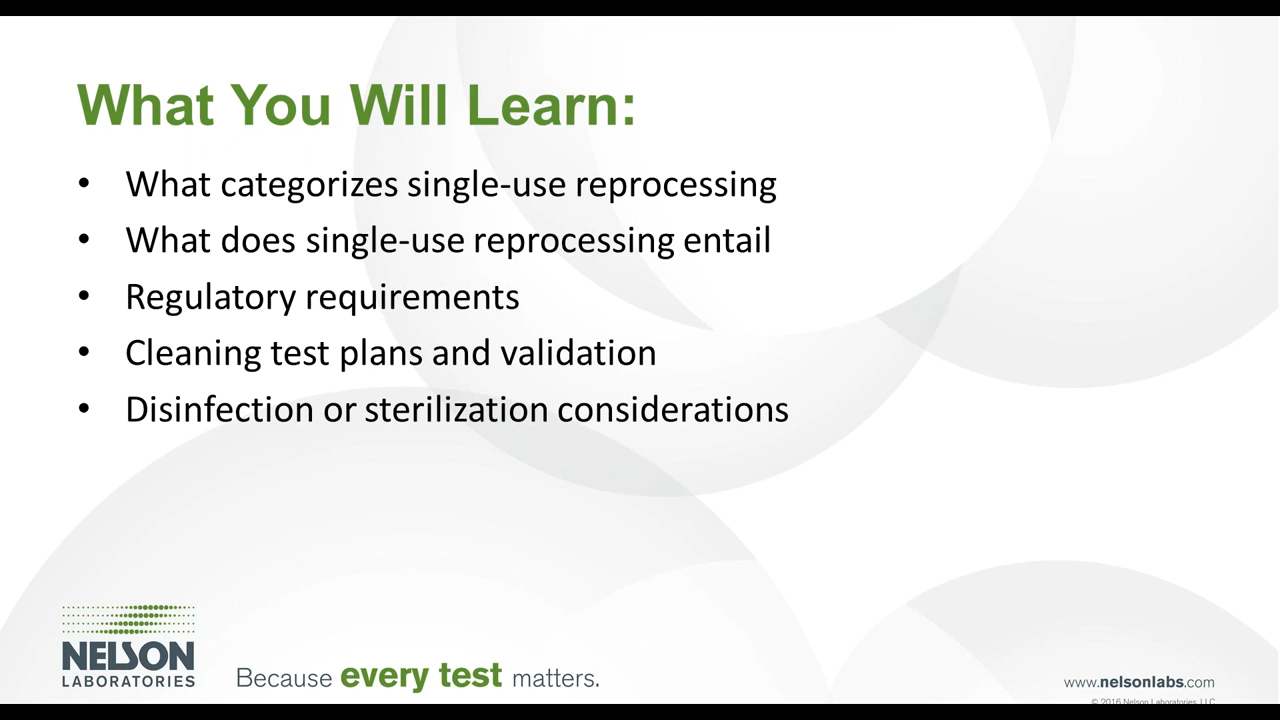 What You Will Learn:
• What categorizes single-use reprocessing
• What does single-use reprocessing entail
• Regulatory requirements
• Cleaning test plans and validation
• Disinfection or sterilization considerations
NELSON
LABORATORIES
Because every test matters.
www.nelsonlabs.com
© 2016 Nelson Laboratories, LLC